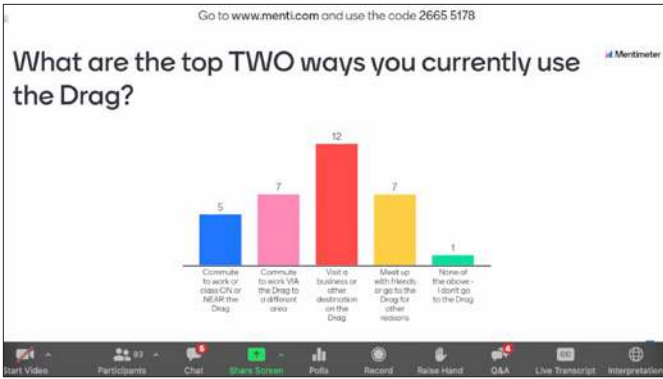 Go to www.menti.com and use the code 2665 5178
What are the top TWO ways you currently use
the Drag?
Mentimeter
5
7
12
7
1
Commute
to work or
class ON or
NEAR the
Drag
Commute
to work VIA
the Drag to
a different
area
Visit a
business or
other
destination
on the
Drag
Meet up
with friends
or go to the
Drag for
other
reasons
None of
the above -
I don't go
to the Drag
Start Video
93
Participants
Chat
Share Screen
Polls
Record
Raise Hand
4
Q&A
CC
Live Transcript
Interpretation